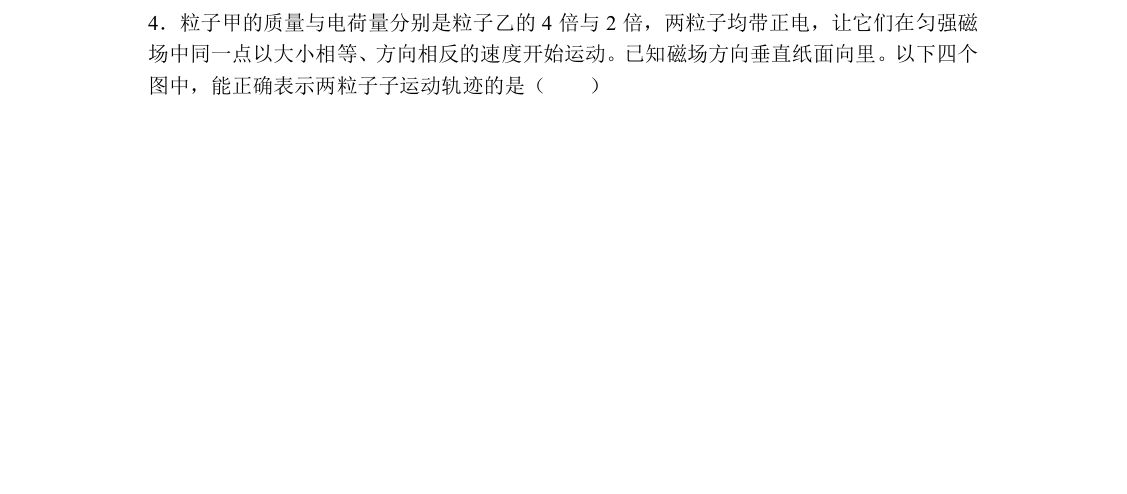 4．粒子甲的质量与电荷量分别是粒子乙的 4 倍与 2 倍，两粒子均带正电，让它们在匀强磁
场中同一点以大小相等、方向相反的速度开始运动。已知磁场方向垂直纸面向里。以下四个
图中，能正确表示两粒子子运动轨迹的是（　　）